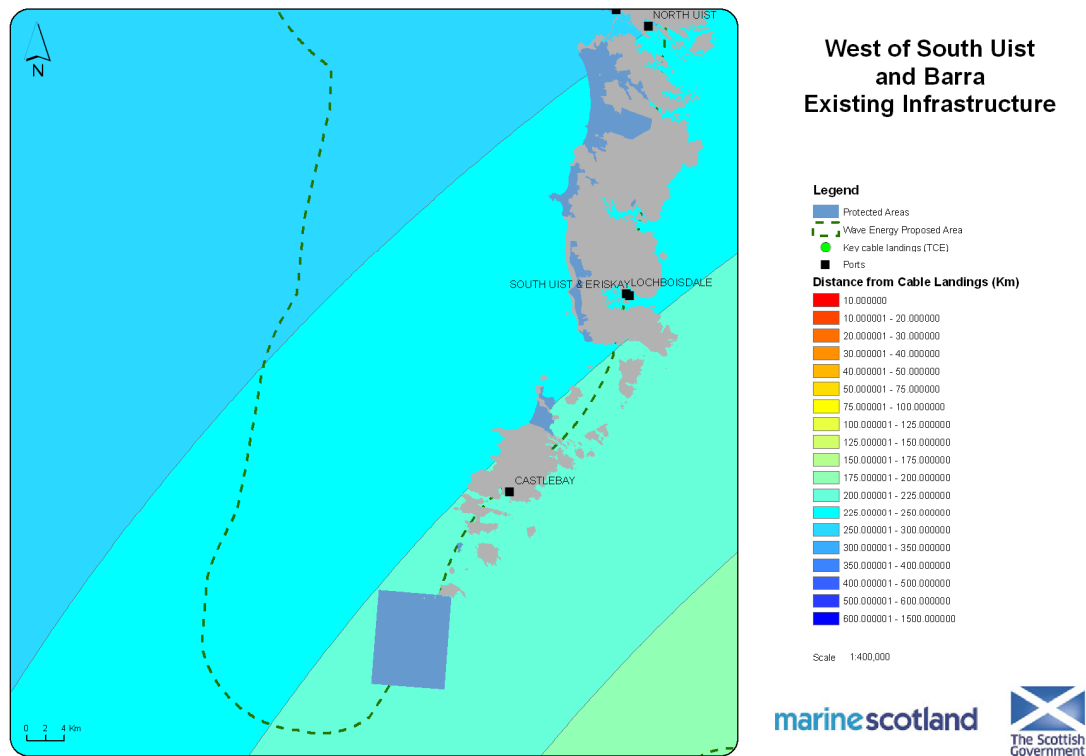 N
NORTH UIST
SOUTH UIST & ERISKAY
LOCHBOISDALE
CASTLEBAY
0 2 4 Km
West of South Uist
and Barra
Existing Infrastructure
Legend
Protected Areas
Wave Energy Proposed Area
Key cable landings (TCE)
Ports
Distance from Cable Landings (Km)
10.000000
10.000001 - 20.000000
20.000001 - 30.000000
30.000001 - 40.000000
40.000001 - 50.000000
50.000001 - 75.000000
75.000001 - 100.000000
100.000001 - 125.000000
125.000001 - 150.000000
150.000001 - 175.000000
175.000001 - 200.000000
200.000001 - 225.000000
225.000001 - 250.000000
250.000001 - 300.000000
300.000001 - 350.000000
350.000001 - 400.000000
400.000001 - 500.000000
500.000001 - 600.000000
600.000001 - 1500.000000
Scale 1:400,000
marinescotland
The Scottish
Government